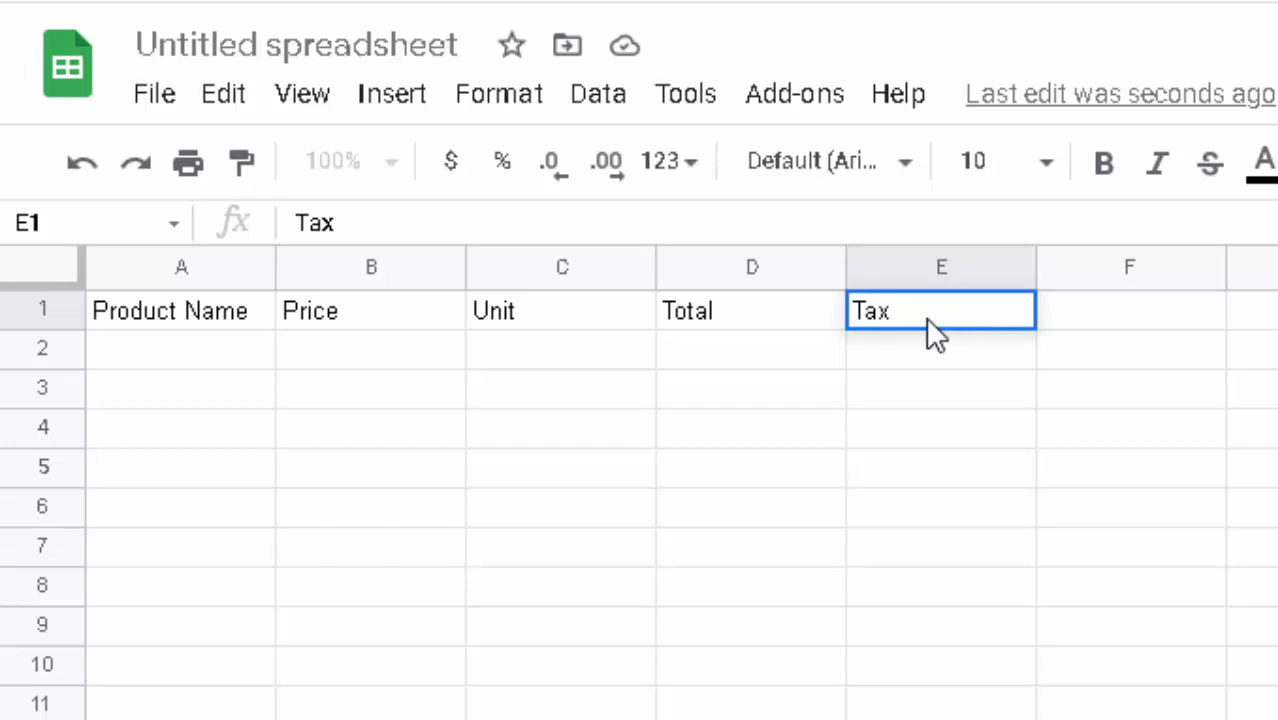 Untitled spreadsheet
File Edit View Insert Format Data Tools Add-ons Help Last edit was seconds ago
100% $ % .0 .00 123 Default (Ari... 10 B I S A
E1 fx Tax
A B C D E F
1 Product Name Price Unit Total Tax
2
3
4
5
6
7
8
9
10
11